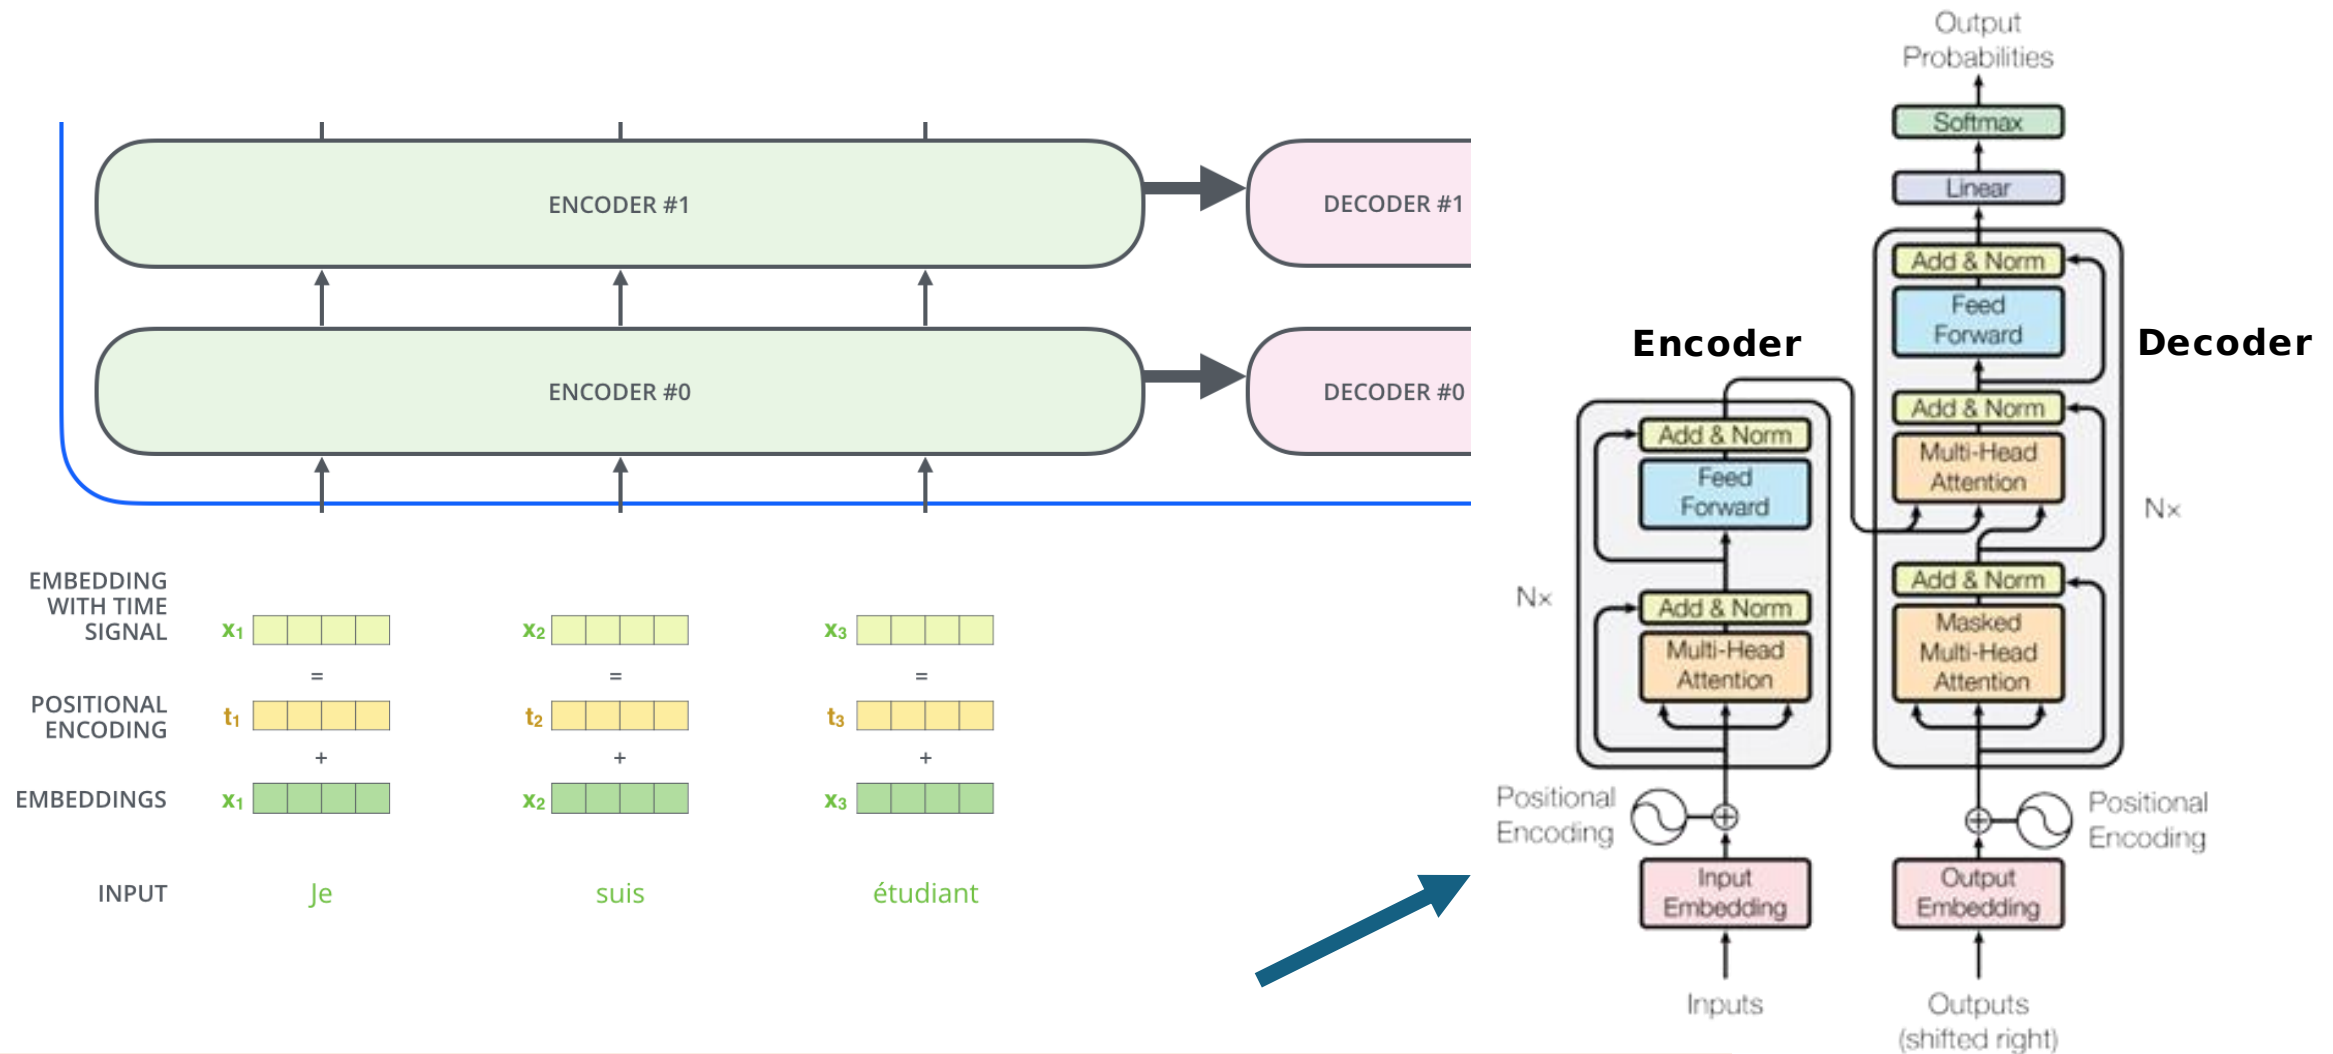 ENCODER #1
DECODER #1
ENCODER #0
DECODER #0
EMBEDDING
WITH TIME
SIGNAL
x1
x2
x3
=
=
=
POSITIONAL
ENCODING
t1
t2
t3
+
+
+
EMBEDDINGS
x1
x2
x3
INPUT
Je
suis
étudiant
Output
Probabilities
Softmax
Linear
Encoder
Decoder
Add & Norm
Feed
Forward
Add & Norm
Multi-Head
Attention
N×
Add & Norm
Masked
Multi-Head
Attention
Positional
Encoding
Output
Embedding
Outputs
(shifted right)
Add & Norm
Feed
Forward
N×
Add & Norm
Multi-Head
Attention
Positional
Encoding
Input
Embedding
Inputs